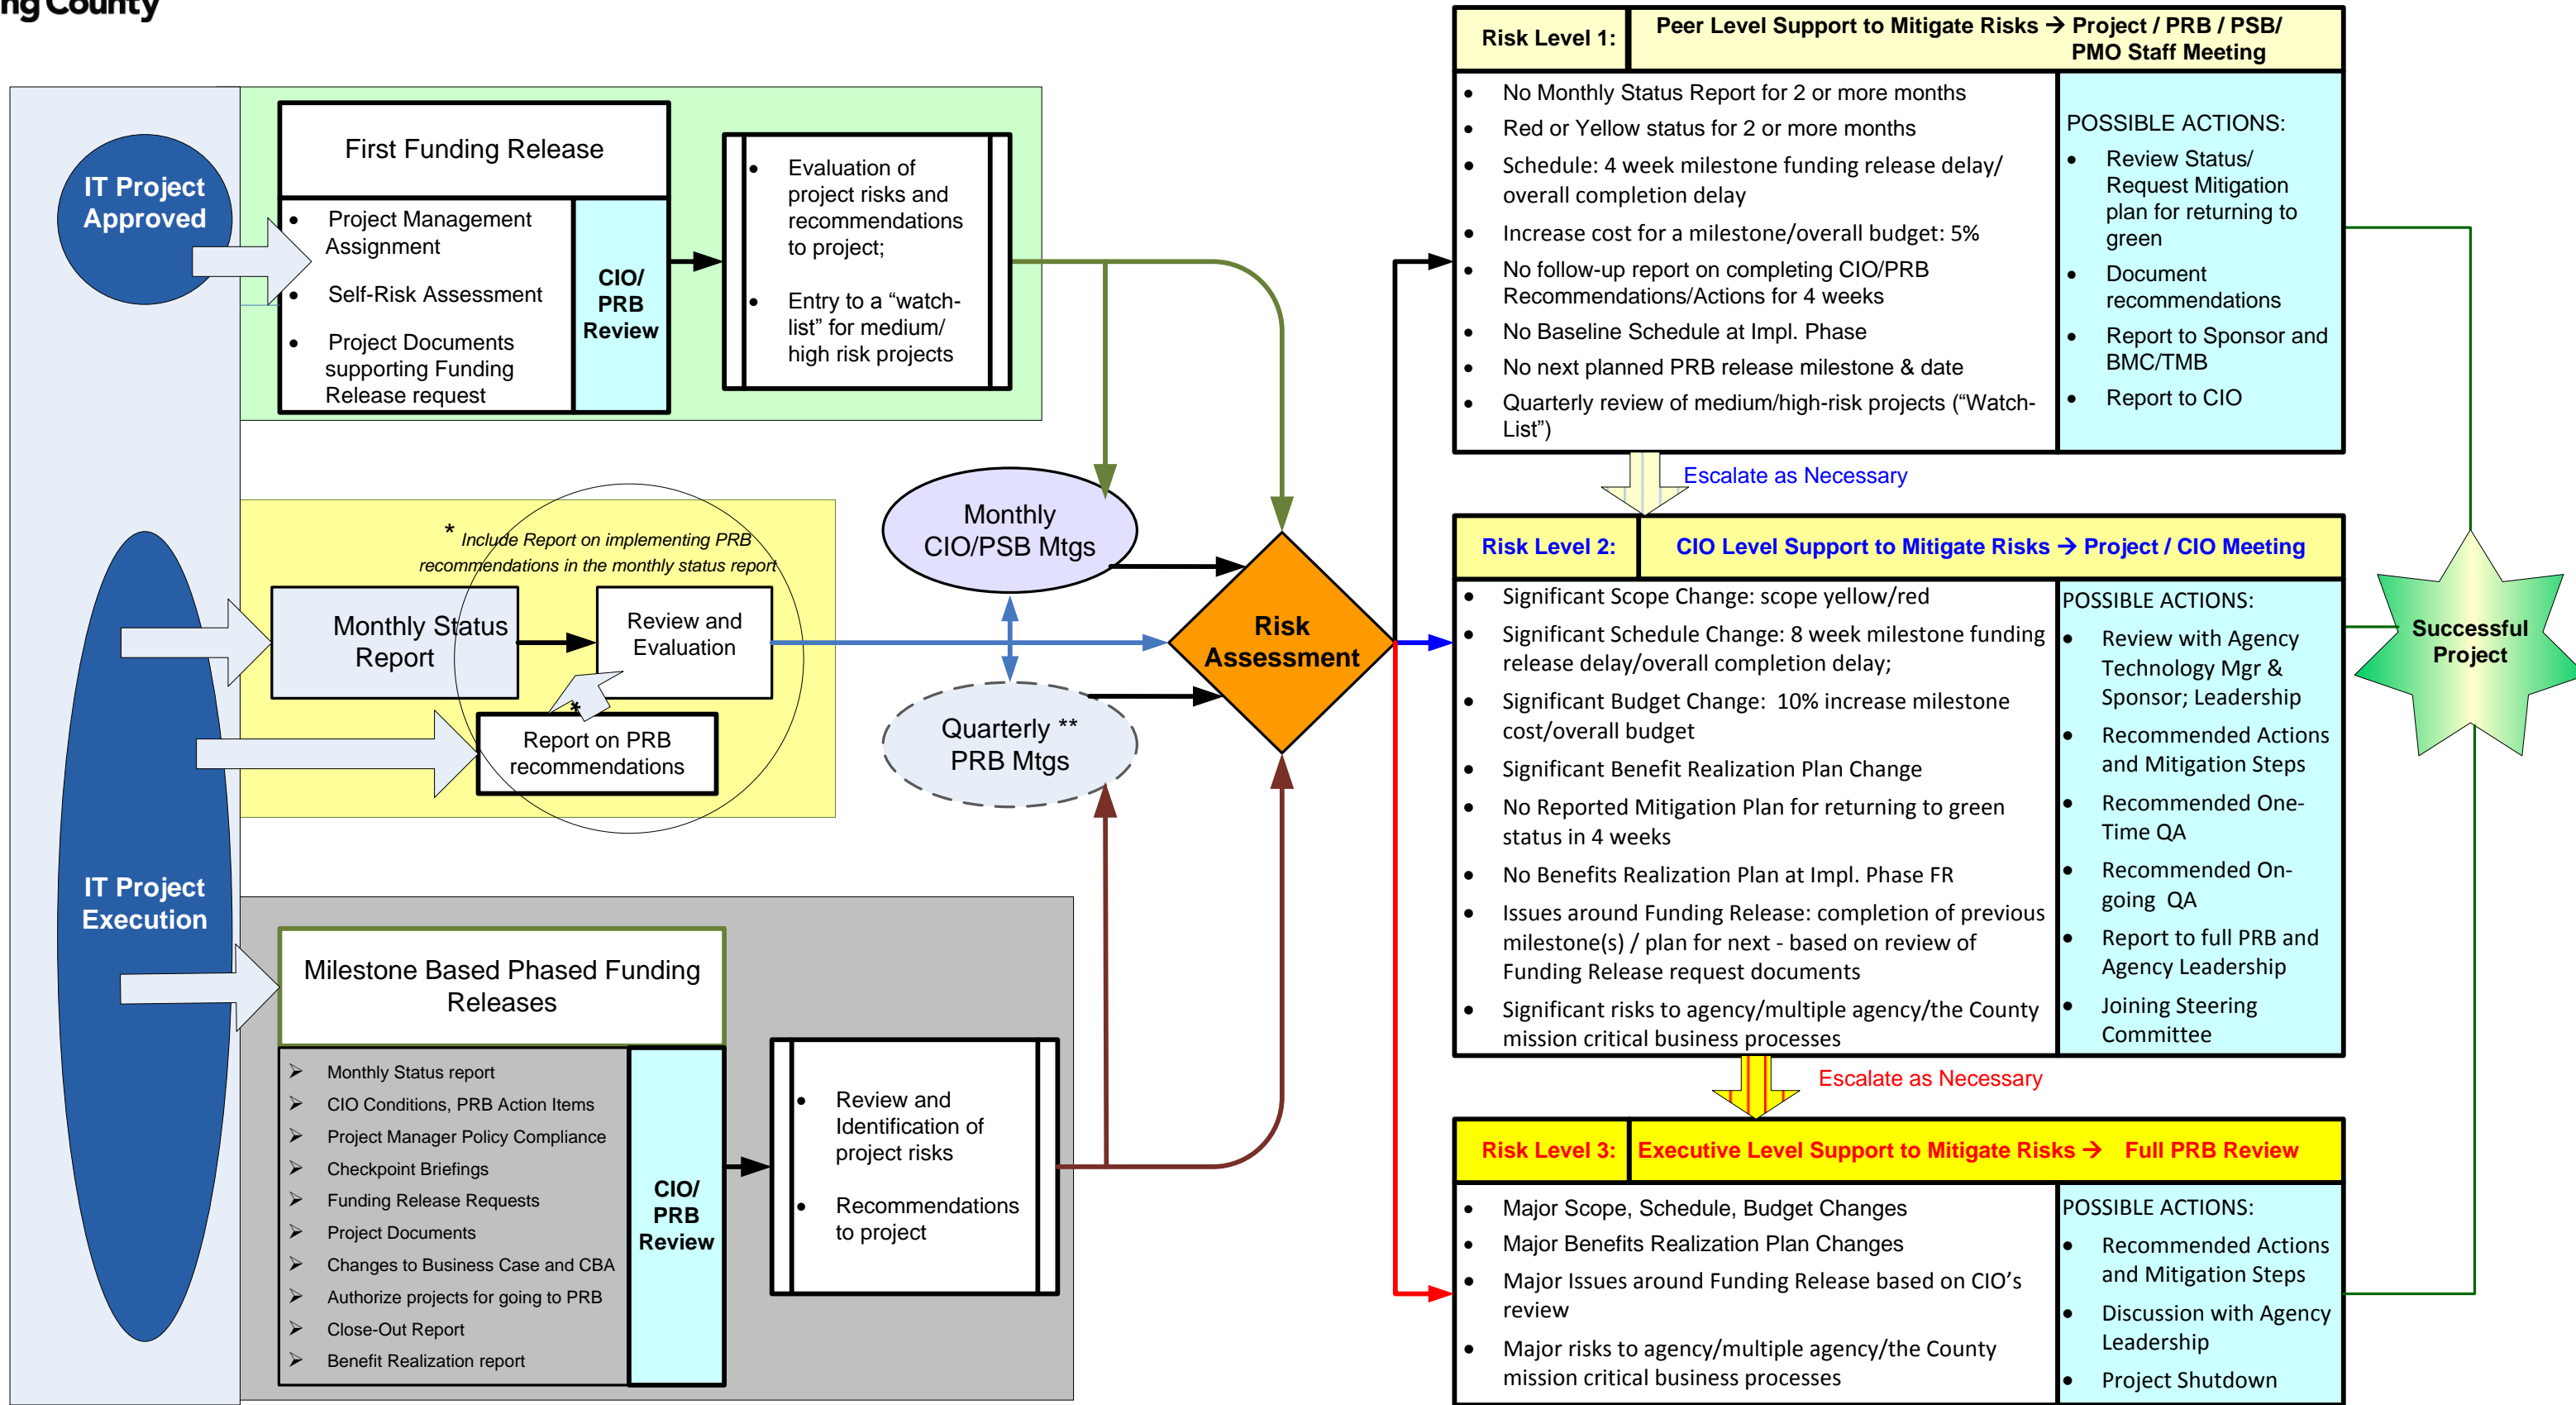 ng County
IT Project
Approved
First Funding Release
• Project Management
Assignment
• Self-Risk Assessment
• Project Documents
supporting Funding
Release request
CIO/
PRB
Review
• Evaluation of
project risks and
recommendations
to project;
• Entry to a “watch-
list” for medium/
high risk projects
* Include Report on implementing PRB
recommendations in the monthly status report
Monthly Status
Report
Review and
Evaluation
*
Report on PRB
recommendations
IT Project
Execution
Milestone Based Phased Funding
Releases
➢ Monthly Status report
➢ CIO Conditions, PRB Action Items
➢ Project Manager Policy Compliance
➢ Checkpoint Briefings
➢ Funding Release Requests
➢ Project Documents
➢ Changes to Business Case and CBA
➢ Authorize projects for going to PRB
➢ Close-Out Report
➢ Benefit Realization report
CIO/
PRB
Review
• Review and
Identification of
project risks
• Recommendations
to project
Monthly
CIO/PSB Mtgs
Quarterly **
PRB Mtgs
Risk
Assessment
Risk Level 1:
Peer Level Support to Mitigate Risks → Project / PRB / PSB/
PMO Staff Meeting
• No Monthly Status Report for 2 or more months
• Red or Yellow status for 2 or more months
• Schedule: 4 week milestone funding release delay/
overall completion delay
• Increase cost for a milestone/overall budget: 5%
• No follow-up report on completing CIO/PRB
Recommendations/Actions for 4 weeks
• No Baseline Schedule at Impl. Phase
• No next planned PRB release milestone & date
• Quarterly review of medium/high-risk projects (“Watch-
List”)
POSSIBLE ACTIONS:
• Review Status/
Request Mitigation
plan for returning to
green
• Document
recommendations
• Report to Sponsor and
BMC/TMB
• Report to CIO
Escalate as Necessary
Risk Level 2:
CIO Level Support to Mitigate Risks → Project / CIO Meeting
• Significant Scope Change: scope yellow/red
• Significant Schedule Change: 8 week milestone funding
release delay/overall completion delay;
• Significant Budget Change: 10% increase milestone
cost/overall budget
• Significant Benefit Realization Plan Change
• No Reported Mitigation Plan for returning to green
status in 4 weeks
• No Benefits Realization Plan at Impl. Phase FR
• Issues around Funding Release: completion of previous
milestone(s) / plan for next - based on review of
Funding Release request documents
• Significant risks to agency/multiple agency/the County
mission critical business processes
POSSIBLE ACTIONS:
• Review with Agency
Technology Mgr &
Sponsor; Leadership
• Recommended Actions
and Mitigation Steps
• Recommended One-
Time QA
• Recommended On-
going QA
• Report to full PRB and
Agency Leadership
• Joining Steering
Committee
Escalate as Necessary
Risk Level 3:
Executive Level Support to Mitigate Risks → Full PRB Review
• Major Scope, Schedule, Budget Changes
• Major Benefits Realization Plan Changes
• Major Issues around Funding Release based on CIO’s
review
• Major risks to agency/multiple agency/the County
mission critical business processes
POSSIBLE ACTIONS:
• Recommended Actions
and Mitigation Steps
• Discussion with Agency
Leadership
• Project Shutdown
Successful
Project